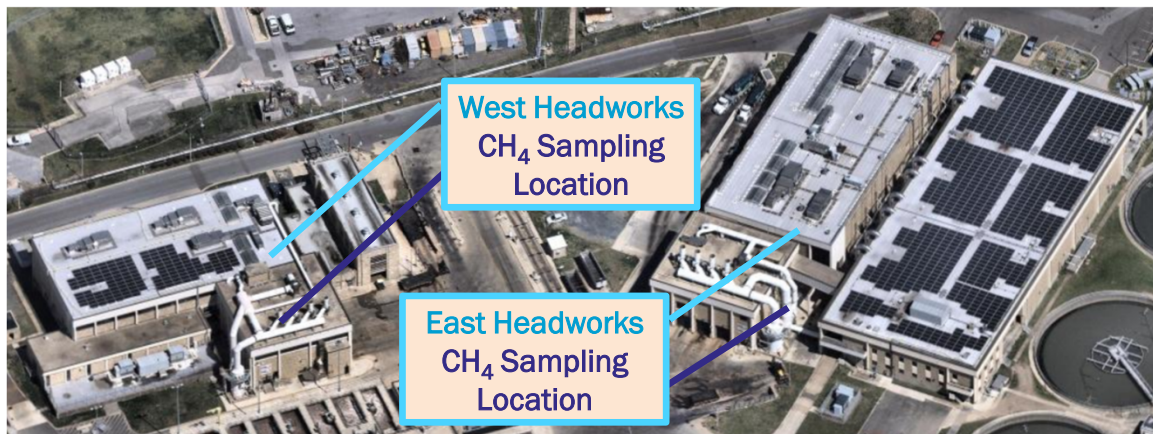 West Headworks
CH₄ Sampling
Location
East Headworks
CH₄ Sampling
Location